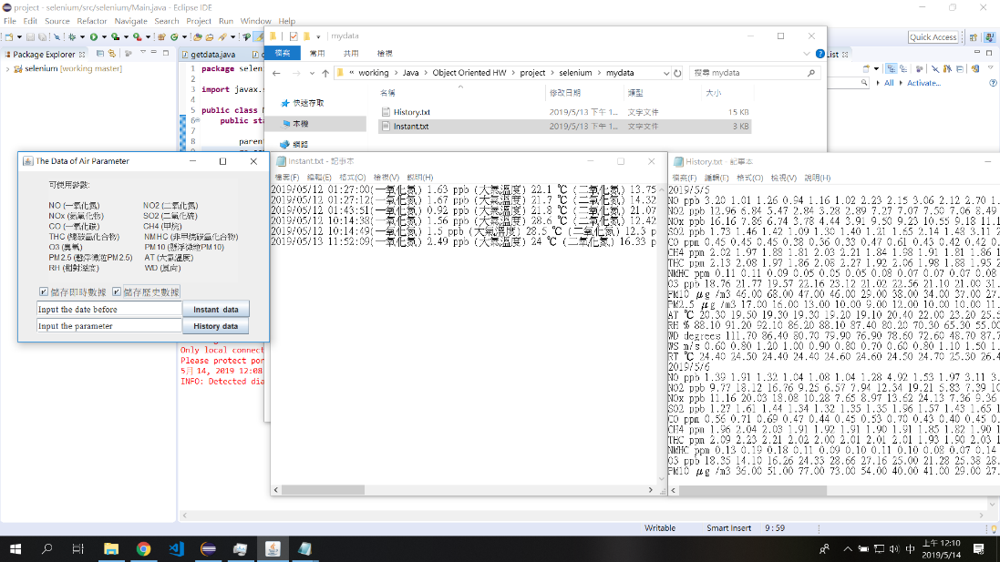 project - selenium/src/selenium/Main.java - Eclipse IDE
File Edit Source Refactor Navigate Search Project Run Window Help
Quick Access
Package Explorer
selenium [working master]
getdata.java
1 package selen
2
3 import javax.s
4
5 public class M
6 public sta
7
8 parent
List
All Activate...
mydata
檔案 常用 共用 檢視
« working Java Object Oriented HW project selenium mydata
搜尋 mydata
快速存取
本機
網路
名稱 修改日期 類型 大小
History.txt 2019/5/13 下午 1... 文字文件 15 KB
Instant.txt 2019/5/13 下午 1... 文字文件 3 KB
The Data of Air Parameter
可使用參數:
NO (一氧化氮) NO2 (二氧化氮)
NOx (氮氧化物) SO2 (二氧化硫)
CO (一氧化碳) CH4 (甲烷)
THC (總碳氫化合物) NMHC (非甲烷碳氫化合物)
O3 (臭氧) PM10 (懸浮微粒PM10)
PM2.5 (懸浮微粒PM2.5) AT (大氣溫度)
RH (相對溼度) WD (風向)
儲存即時數據 儲存歷史數據
Input the date before Instant data
Input the parameter History data
Only local connect
Please protect por
5月 14, 2019 12:08
INFO: Detected dia
Instant.txt - 記事本
檔案(F) 編輯(E) 格式(O) 檢視(V) 說明(H)
2019/05/12 01:27:00(一氧化氮) 1.63 ppb (大氣溫度) 22.1 ℃ (二氧化氮) 13.75
2019/05/12 01:27:12(一氧化氮) 1.67 ppb (大氣溫度) 21.7 ℃ (二氧化氮) 14.32
2019/05/12 01:43:51(一氧化氮) 0.92 ppb (大氣溫度) 21.8 ℃ (二氧化氮) 21.07
2019/05/12 10:14:38(一氧化氮) 1.56 ppb (大氣溫度) 28.6 ℃ (二氧化氮) 12.42
2019/05/12 10:14:49(一氧化氮) 1.5 ppb (大氣溫度) 28.5 ℃ (二氧化氮) 12.3 p
2019/05/13 11:52:09(一氧化氮) 2.49 ppb (大氣溫度) 24 ℃ (二氧化氮) 16.33 p
History.txt - 記事本
檔案(F) 編輯(E) 格式(O) 檢視(V) 說明(H)
2019/5/5
NO ppb 3.20 1.01 1.26 0.94 1.16 1.02 2.23 2.15 3.06 2.12 2.70 1.
NO2 ppb 12.96 6.84 5.47 2.84 3.28 2.89 7.27 7.07 7.50 7.06 8.49
NOx ppb 16.16 7.86 6.74 3.78 4.44 3.91 9.50 9.23 10.55 9.18 11.
SO2 ppb 1.73 1.46 1.42 1.09 1.30 1.40 1.21 1.65 2.14 1.48 3.11 2
CO ppm 0.45 0.45 0.45 0.38 0.36 0.33 0.47 0.61 0.43 0.42 0.42 0.
CH4 ppm 2.02 1.97 1.88 1.81 2.03 2.21 1.84 1.98 1.91 1.81 1.86 1
THC ppm 2.13 2.08 1.97 1.86 2.08 2.27 1.92 2.06 1.98 1.88 1.95 2
NMHC ppm 0.11 0.11 0.09 0.05 0.05 0.05 0.08 0.07 0.07 0.07 0.08
O3 ppb 18.76 21.77 19.57 22.16 23.12 21.02 22.56 21.10 21.00 31.
PM10 μg /m3 46.00 68.00 47.00 46.00 29.00 38.00 34.00 37.00 27.
PM2.5 μg /m3 17.00 16.00 13.00 10.00 9.00 12.00 10.00 10.00 11.
AT ℃ 20.30 19.50 19.30 19.30 19.20 19.10 20.40 22.00 23.20 25.5
RH % 88.10 91.20 92.10 86.20 88.10 87.40 80.20 70.30 65.30 55.00
WD degrees 111.70 86.40 80.70 79.90 76.90 78.60 72.60 48.70 87.7
WS m/s 0.60 0.80 1.20 1.00 0.90 0.80 0.70 0.60 0.80 1.10 1.50 1.
RT ℃ 24.40 24.50 24.40 24.40 24.60 24.60 24.50 24.70 25.30 26.4
2019/5/6
NO ppb 1.39 1.91 1.32 1.04 1.08 1.04 1.28 4.92 1.53 1.97 3.11 3.
NO2 ppb 9.77 18.12 16.76 9.25 6.57 7.94 12.34 19.21 5.83 7.39 10
NOx ppb 11.16 20.03 18.08 10.28 7.65 8.97 13.62 24.13 7.36 9.36
SO2 ppb 1.27 1.61 1.44 1.34 1.32 1.35 1.35 1.96 1.57 1.43 1.65 1
CO ppm 0.56 0.71 0.69 0.47 0.44 0.45 0.53 0.70 0.43 0.40 0.45 0.
CH4 ppm 1.96 2.04 2.03 1.91 1.92 1.91 1.90 1.91 1.85 1.82 1.90 1
THC ppm 2.09 2.23 2.21 2.02 2.00 2.01 2.01 2.01 1.93 1.90 2.03 1
NMHC ppm 0.13 0.19 0.18 0.11 0.09 0.10 0.11 0.10 0.08 0.07 0.14
O3 ppb 18.35 14.10 16.26 24.33 28.66 27.16 25.00 21.28 25.38 28.
PM10 μg /m3 36.00 51.00 77.00 73.00 54.00 40.00 41.00 29.00 27.
Writable Smart Insert 9 : 59
中
上午 12:10
2019/5/14